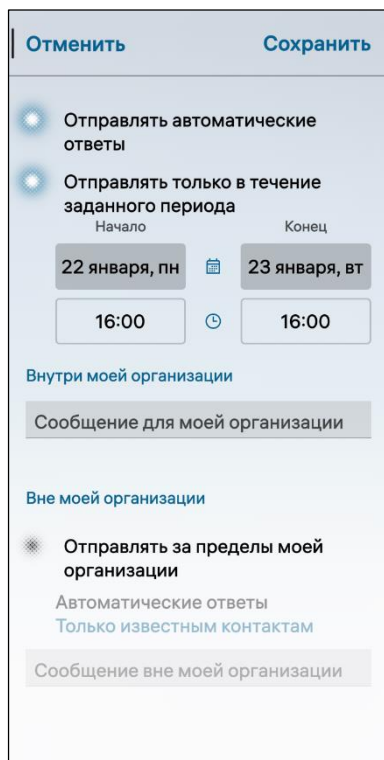 Отменить Сохранить
Отправлять автоматические
ответы
Отправлять только в течение
заданного периода
Начало Конец
22 января, пн 23 января, вт
16:00 16:00
Внутри моей организации
Сообщение для моей организации
Вне моей организации
Отправлять за пределы моей
организации
Автоматические ответы
Только известным контактам
Сообщение вне моей организации